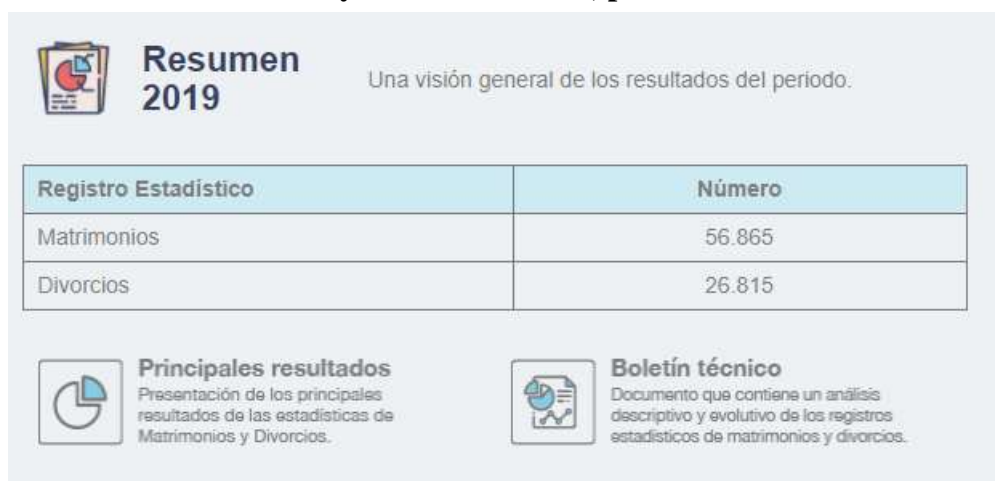 Resumen
2019
Una visión general de los resultados del periodo.
Registro Estadístico Número
Matrimonios 56.865
Divorcios 26.815
Principales resultados
Presentación de los principales
resultados de las estadísticas de
Matrimonios y Divorcios.
Boletín técnico
Documento que contiene un análisis
descriptivo y evolutivo de los registros
estadísticos de matrimonios y divorcios.